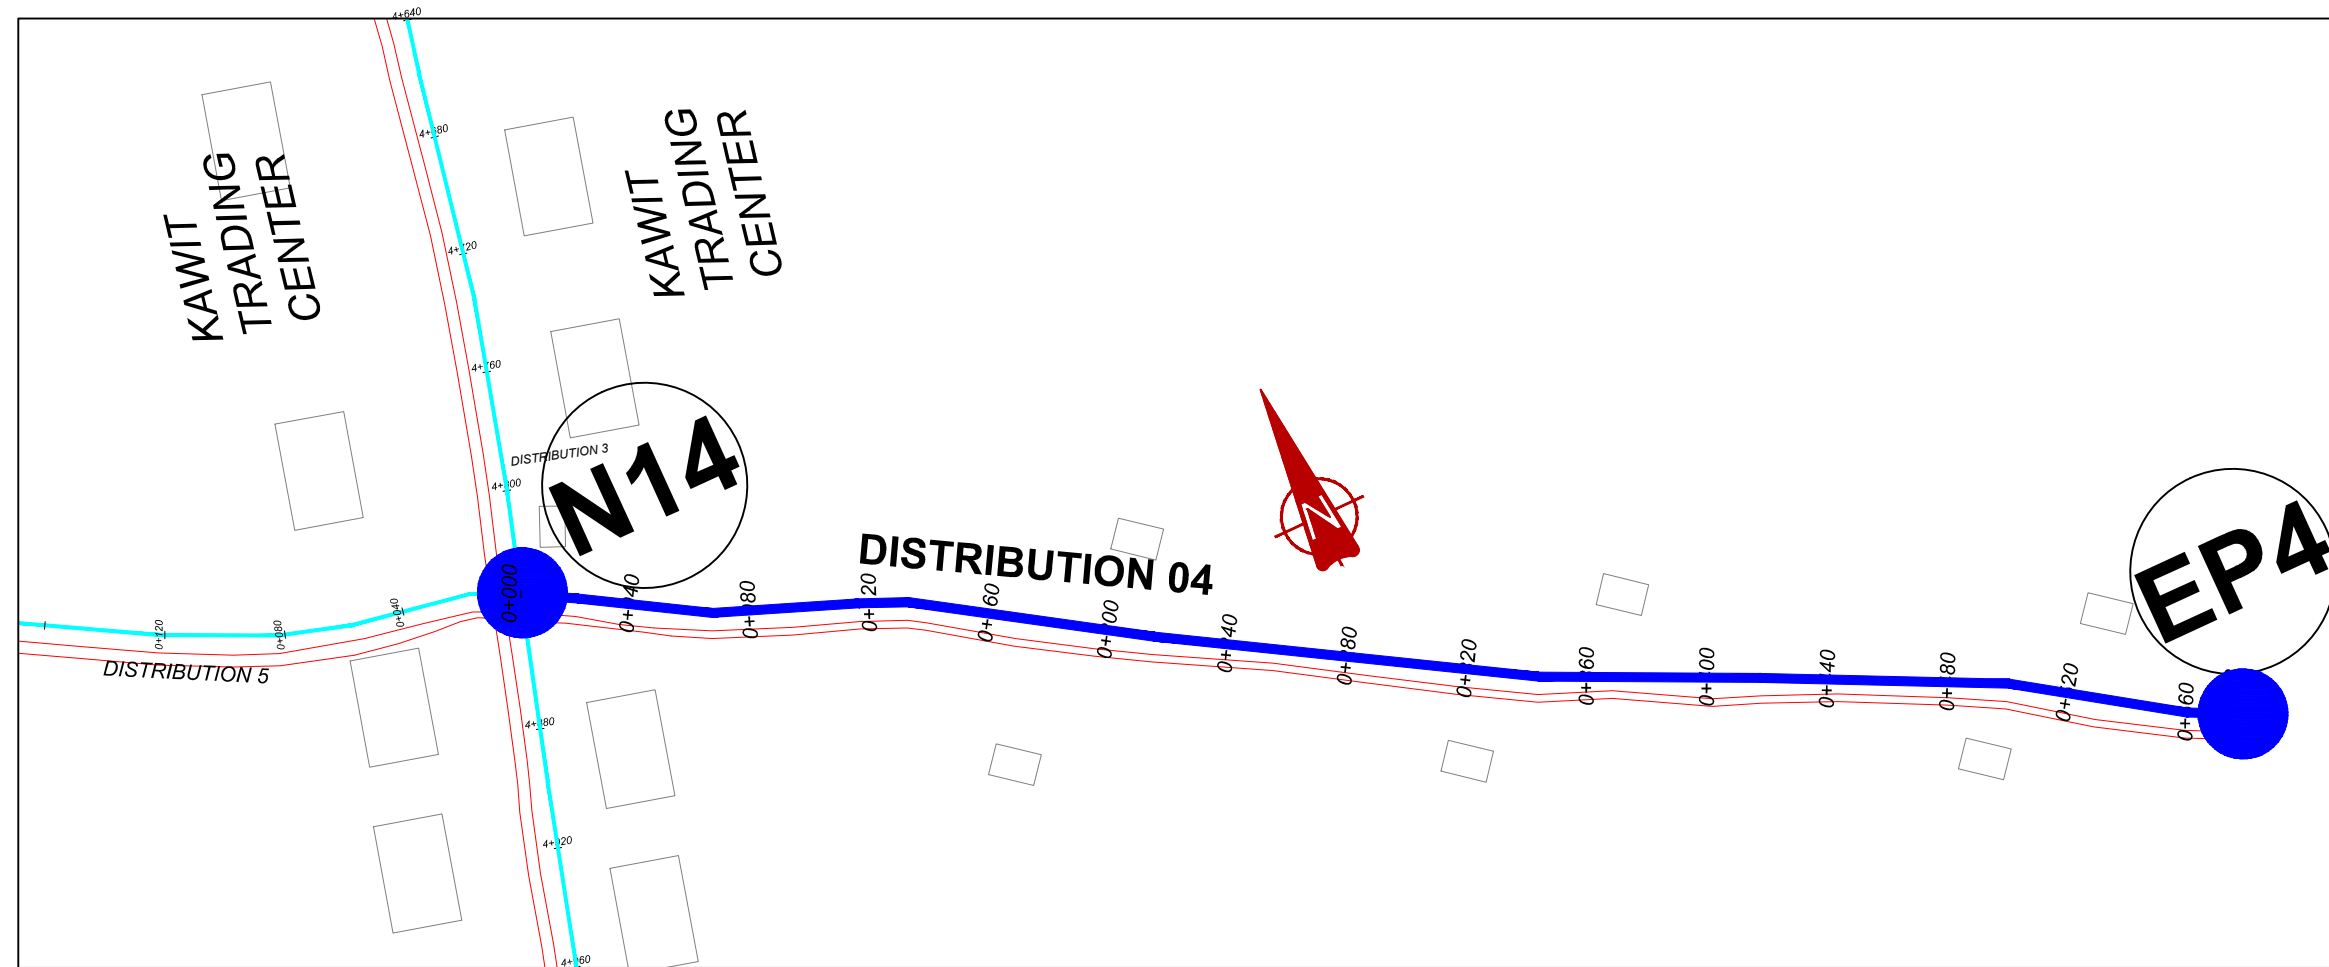 4+640
4+680
4+720
4+760
4+800
4+880
4+920
4+960
KAWIT
TRADING
CENTER
KAWIT
TRADING
CENTER
DISTRIBUTION 3
N14
N
DISTRIBUTION 04
EP4
0+000
0+040
0+080
0+120
0+160
0+200
0+240
0+280
0+320
0+360
0+400
0+440
0+480
0+520
0+560
0+120
0+080
0+040
DISTRIBUTION 5